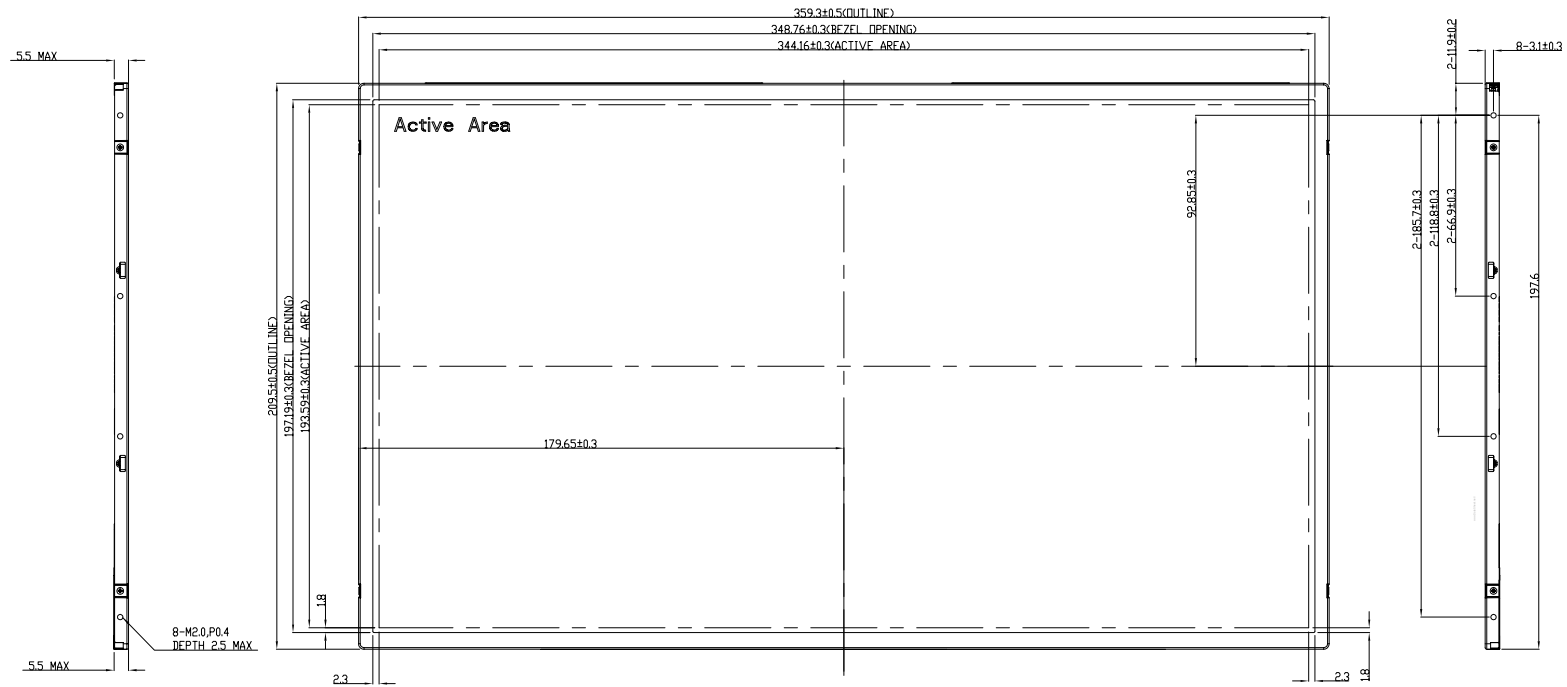 359.3±0.5(OUTLINE)
348.76±0.3(BEZEL OPENING)
344.16±0.3(ACTIVE AREA)
5.5 MAX
2-11.9±0.2
8-3.1±0.3
Active Area
92.85±0.3
2-185.7±0.3
2-118.8±0.3
2-66.9±0.3
197.6
209.5±0.5(OUTLINE)
197.19±0.3(BEZEL OPENING)
193.59±0.3(ACTIVE AREA)
179.65±0.3
1.8
8-M2.0,P0.4
DEPTH 2.5 MAX
5.5 MAX
2.3
2.3
1.8